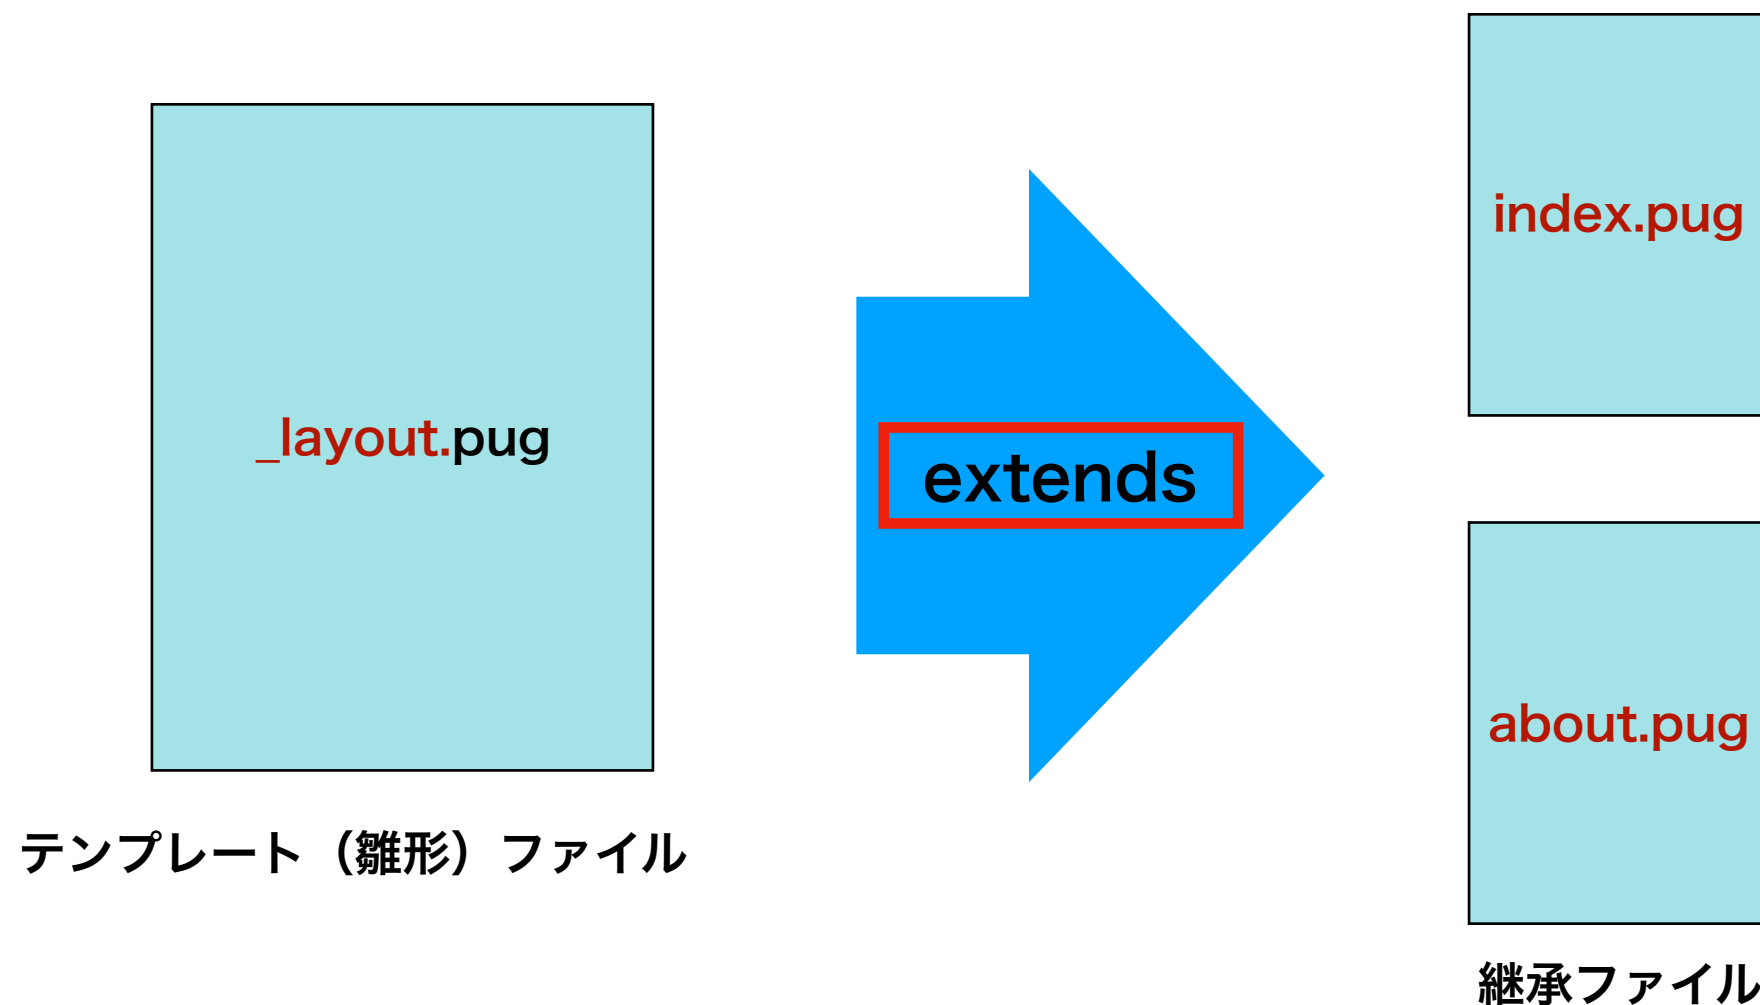 _layout.pug
テンプレート（雛形）ファイル
extends
index.pug
about.pug
継承ファイル